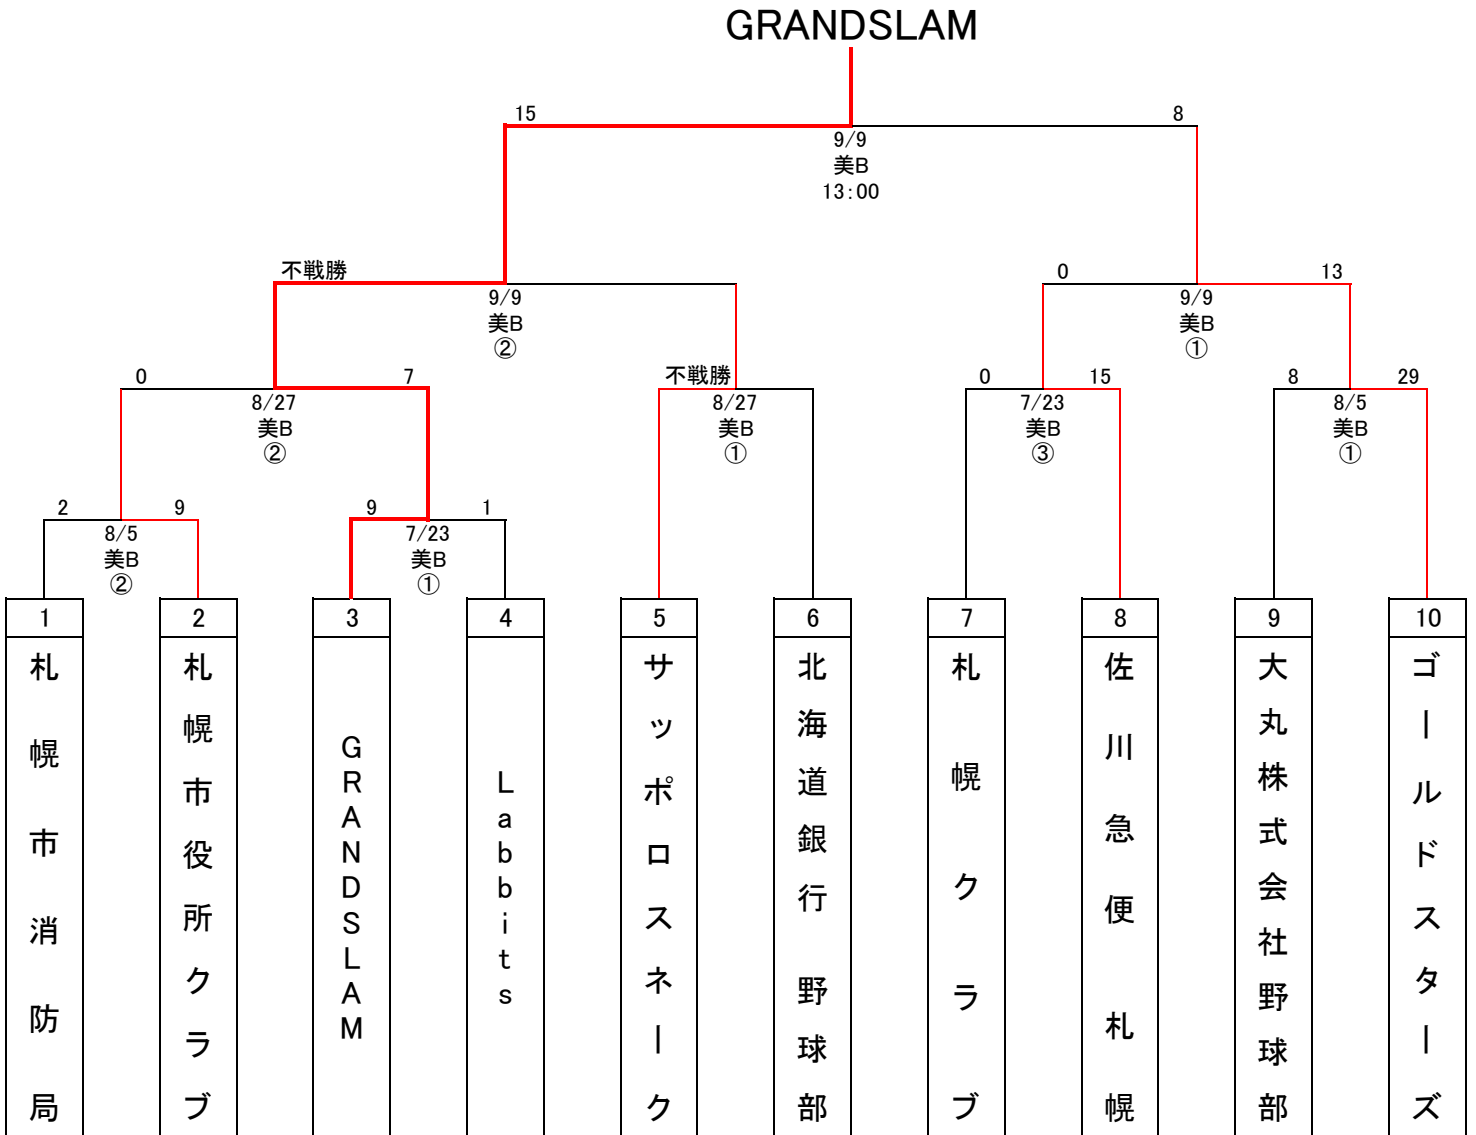 GRANDSLAM
15 8
9/9
美B
13:00
不戦勝 0 13
9/9 9/9
美B 美B
② ①
0 7 不戦勝 0 15 8 29
8/27 8/27 7/23 8/5
美B 美B 美B 美B
② ① ③ ①
2 9 9 1
8/5 7/23
美B 美B
② ①
1 2 3 4 5 6 7 8 9 10
札幌市消防局
札幌市役所クラブ
GRANDSLAM
Labbits
サッポロスネーク
北海道銀行 野球部
札幌クラブ
佐川急便 札幌
大丸株式会社野球部
ゴールドスターズ